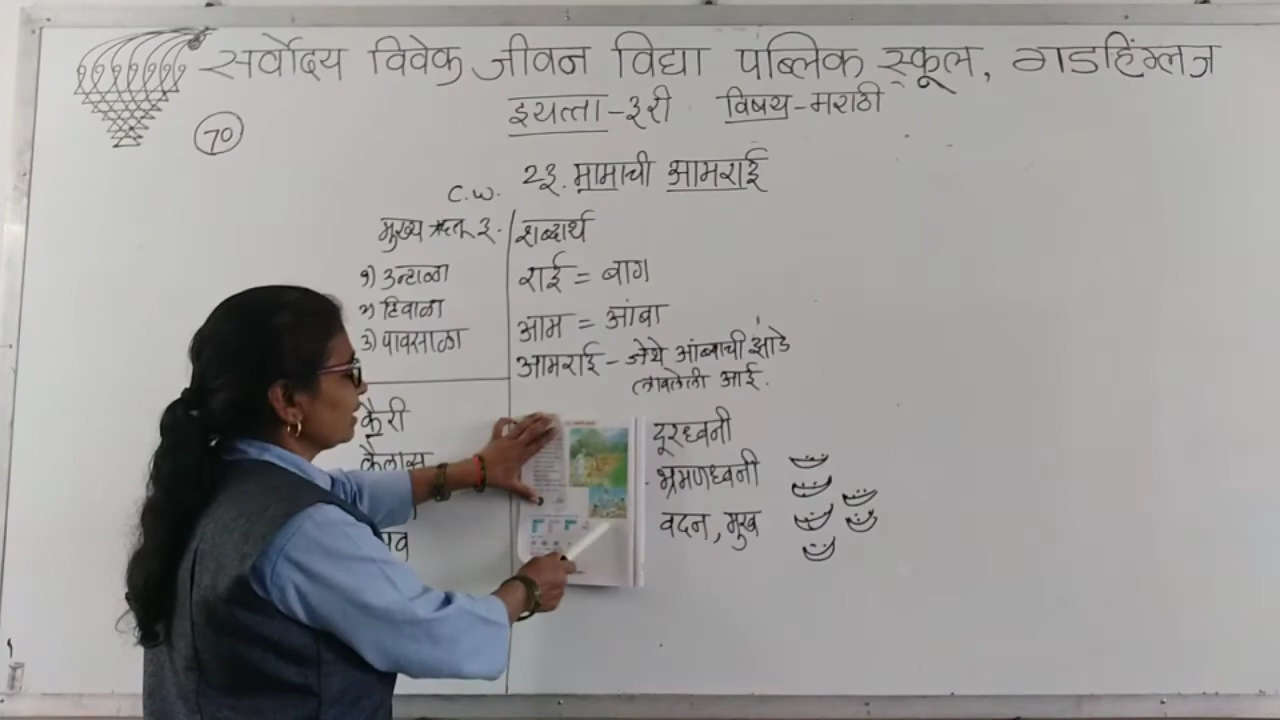 सर्वोदय विवेक जीवन विद्या पब्लिक स्कूल, गडहिंग्लज
इयत्ता-३री विषय-मराठी
70
२३. मामाची आमराई
C.W.
मुख्य ऋतू ३.
१) उन्हाळा
२) हिवाळा
३) पावसाळा
कैरी
कैलास
शब्दार्थ
राई = बाग
आम = आंबा
आमराई - जेथे आंब्याची झाडे
लावलेली आई.
दूरध्वनी
भ्रमणध्वनी
वदन, मुख